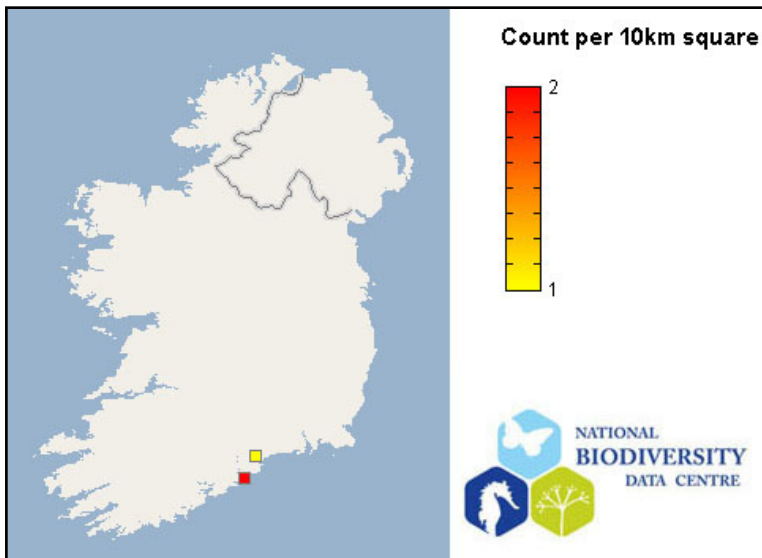 Count per 10km square
2
1
NATIONAL
BIODIVERSITY
DATA CENTRE